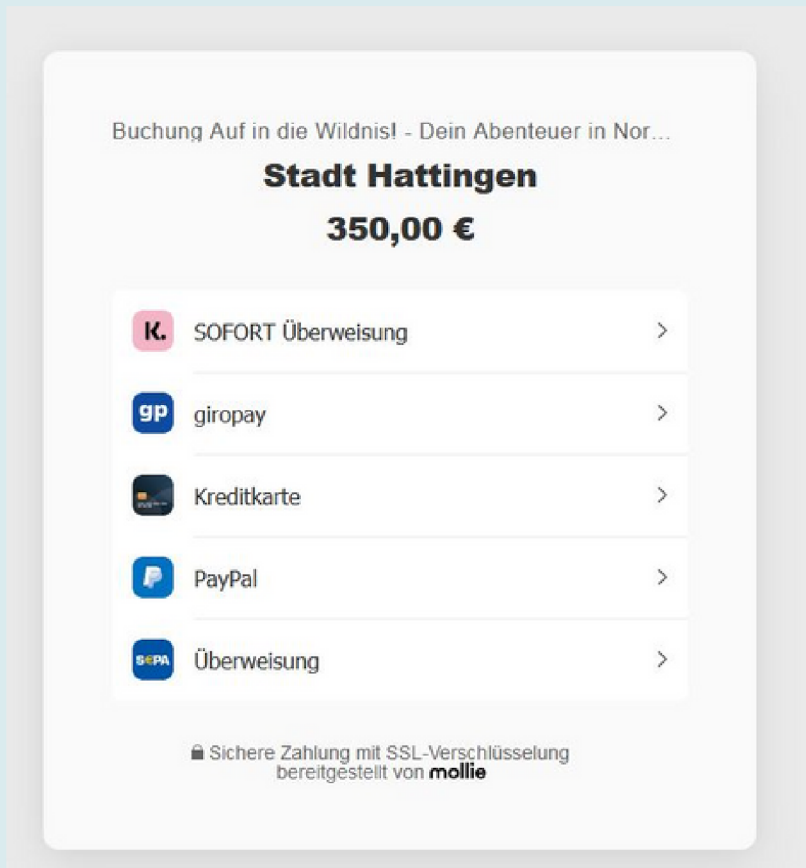 Buchung Auf in die Wildnis! - Dein Abenteuer in Nor...
Stadt Hattingen
350,00 €
K. SOFORT Überweisung
gp giropay
Kreditkarte
PayPal
SEPA Überweisung
Sichere Zahlung mit SSL-Verschlüsselung
bereitgestellt von mollie